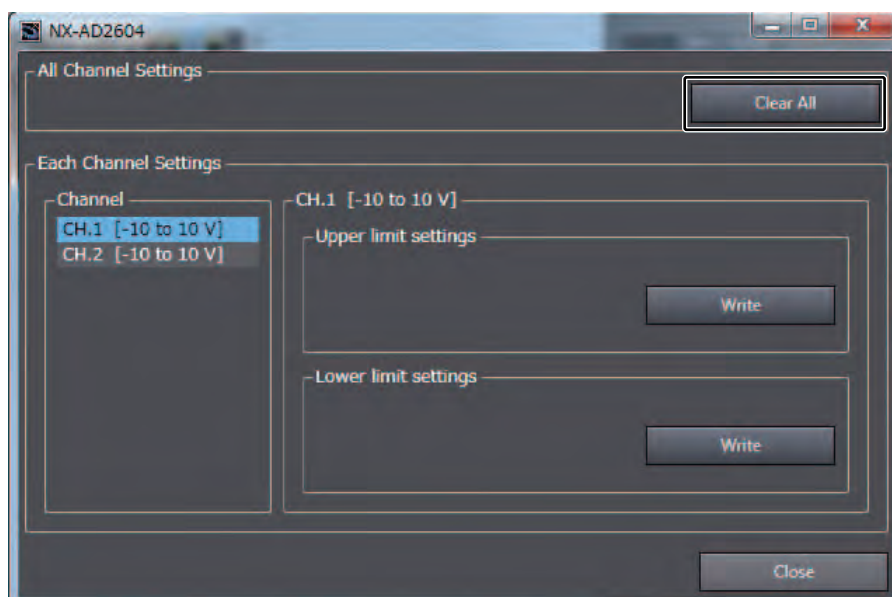 NX-AD2604
All Channel Settings
Clear All
Each Channel Settings
Channel
CH.1 [-10 to 10 V]
CH.2 [-10 to 10 V]
CH.1 [-10 to 10 V]
Upper limit settings
Write
Lower limit settings
Write
Close